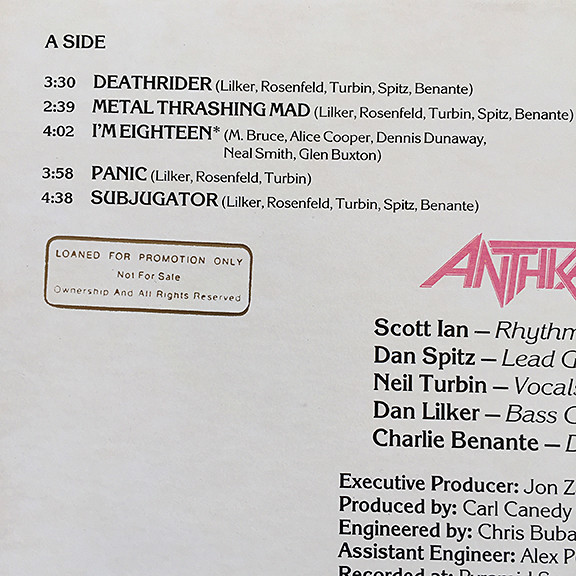 A SIDE
3:30 DEATHRIDER (Lilker, Rosenfeld, Turbin, Spitz, Benante)
2:39 METAL THRASHING MAD (Lilker, Rosenfeld, Turbin, Spitz, Benante)
4:02 I'M EIGHTEEN* (M. Bruce, Alice Cooper, Dennis Dunaway,
Neal Smith, Glen Buxton)
3:58 PANIC (Lilker, Rosenfeld, Turbin)
4:38 SUBJUGATOR (Lilker, Rosenfeld, Turbin, Spitz, Benante)
LOANED FOR PROMOTION ONLY
Not For Sale
Ownership And All Rights Reserved
ANTHR
Scott Ian – Rhythm
Dan Spitz – Lead G
Neil Turbin – Vocals
Dan Lilker – Bass G
Charlie Benante – D
Executive Producer: Jon Z
Produced by: Carl Canedy
Engineered by: Chris Buba
Assistant Engineer: Alex P
Recorded at: